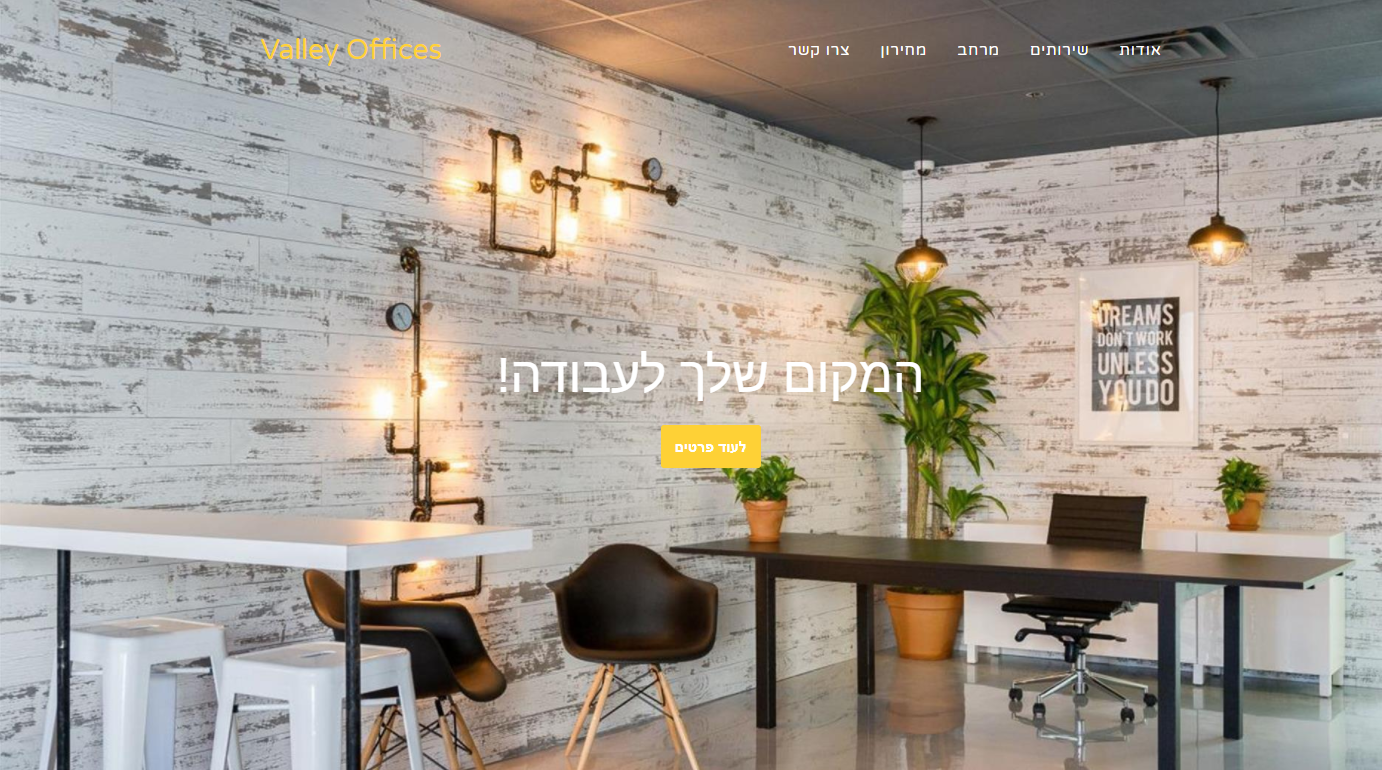 Valley Offices
אודות
שירותים
מרחב
מחירון
צרו קשר
DREAMS
DON'T WORK
UNLESS
YOU DO
המקום שלך לעבודה!
לעוד פרטים